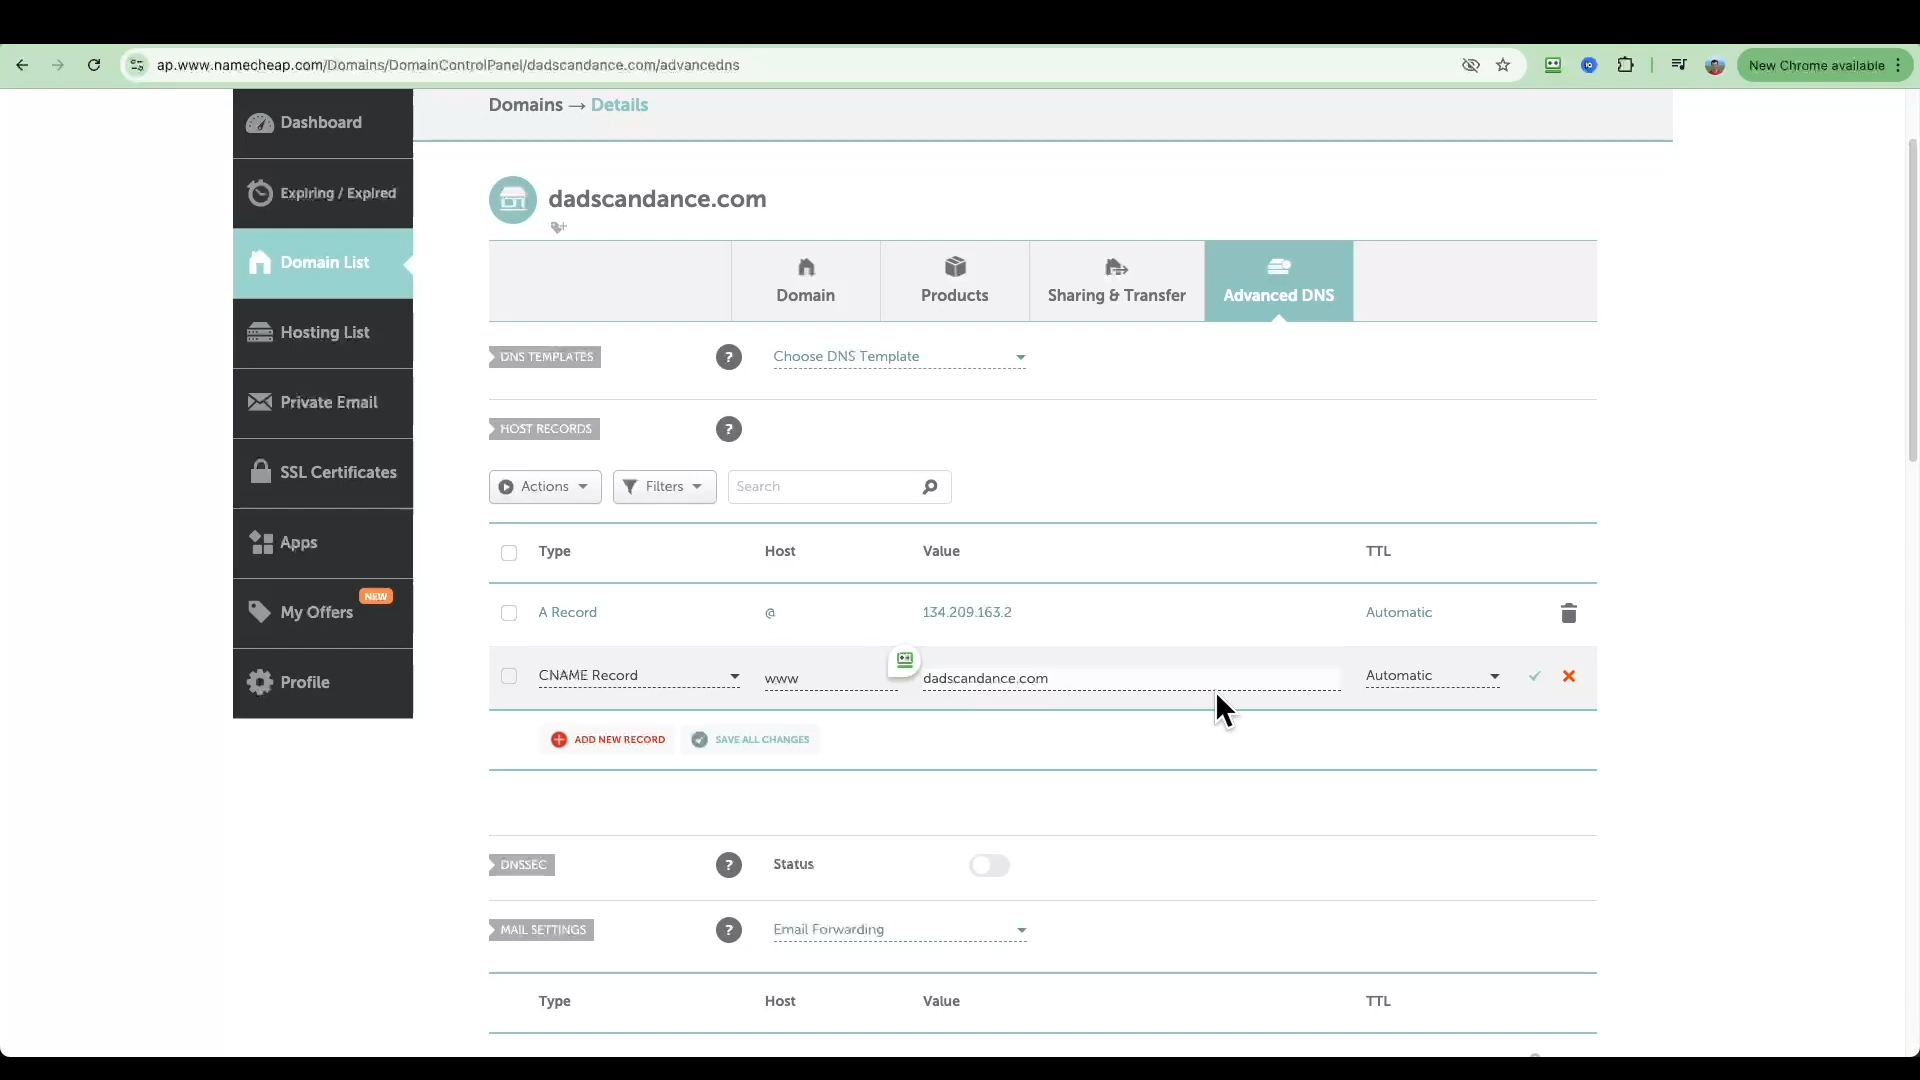 ap.www.namecheap.com/Domains/DomainControlPanel/dadscandance.com/advancedns
New Chrome available
Domains → Details
Dashboard
Expiring / Expired
Domain List
Hosting List
Private Email
SSL Certificates
Apps
My Offers
NEW
Profile
dadscandance.com
Domain
Products
Sharing & Transfer
Advanced DNS
DNS TEMPLATES
?
Choose DNS Template
HOST RECORDS
?
Actions
Filters
Search
Type Host Value TTL
A Record @ 134.209.163.2 Automatic
CNAME Record www dadscandance.com Automatic
ADD NEW RECORD
SAVE ALL CHANGES
DNSSEC
?
Status
MAIL SETTINGS
?
Email Forwarding
Type Host Value TTL